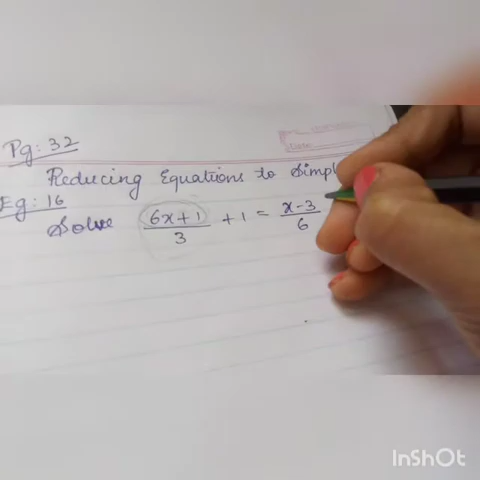 Pg: 32
Reducing Equations to Simpl
Eg: 16
Solve (6x+1)/3 + 1 = (x-3)/6
InShOt